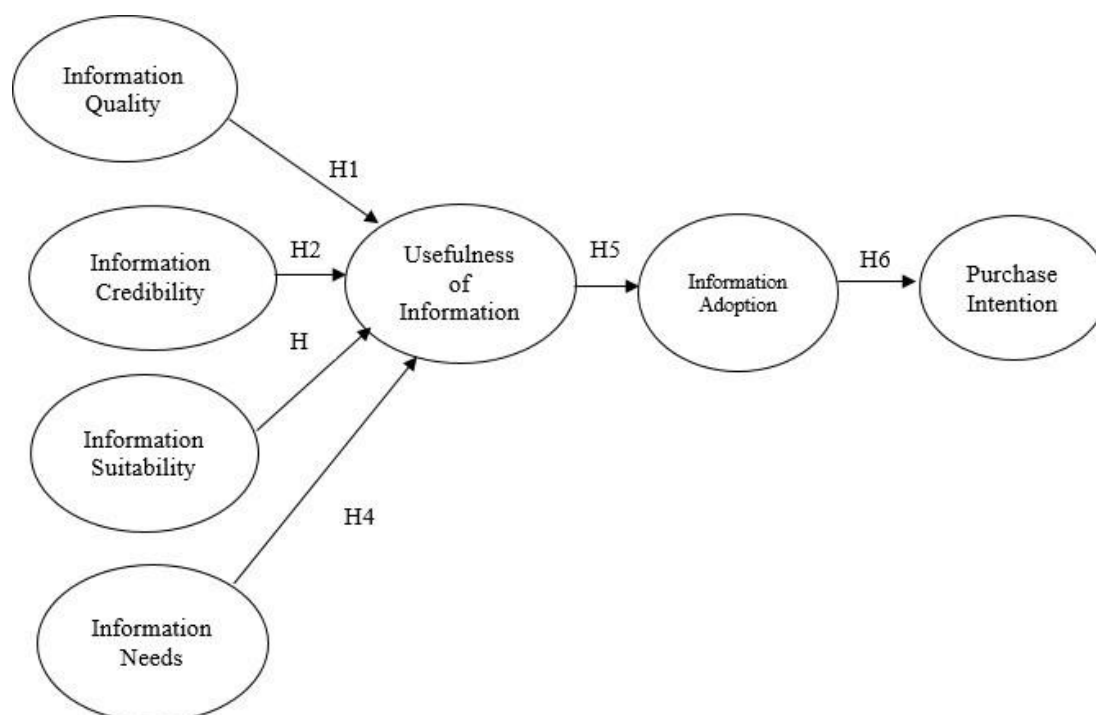 Information
Quality
H1
Information
Credibility
H2
Usefulness
of
Information
H5
Information
Adoption
H6
Purchase
Intention
H
Information
Suitability
H4
Information
Needs